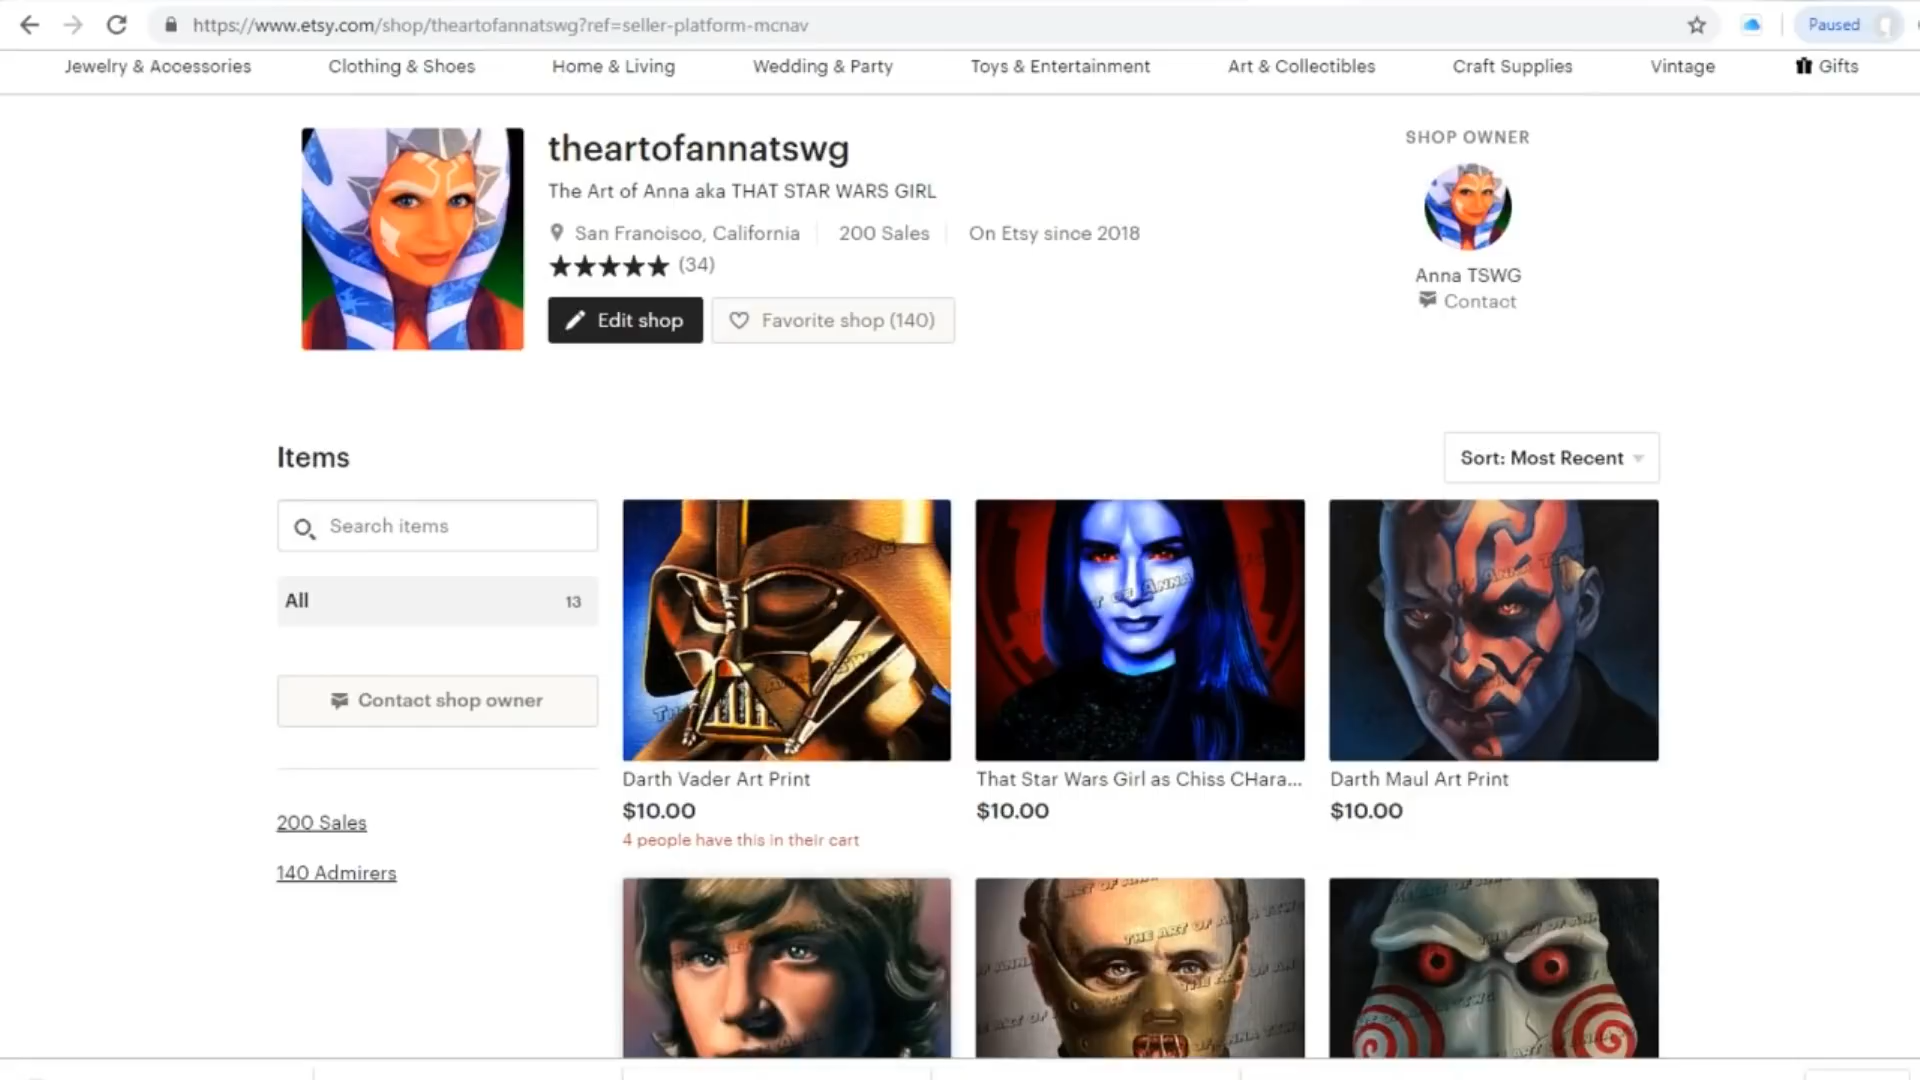 https://www.etsy.com/shop/theartofannatswg?ref=seller-platform-mcnav
Paused
Jewelry & Accessories
Clothing & Shoes
Home & Living
Wedding & Party
Toys & Entertainment
Art & Collectibles
Craft Supplies
Vintage
Gifts
theartofannatswg
The Art of Anna aka THAT STAR WARS GIRL
San Francisco, California
200 Sales
On Etsy since 2018
(34)
Edit shop
Favorite shop (140)
SHOP OWNER
Anna TSWG
Contact
Items
Sort: Most Recent
Search items
All
13
Contact shop owner
200 Sales
140 Admirers
Darth Vader Art Print
$10.00
4 people have this in their cart
That Star Wars Girl as Chiss CHara...
$10.00
Darth Maul Art Print
$10.00
THE ART OF ANNA TSWG